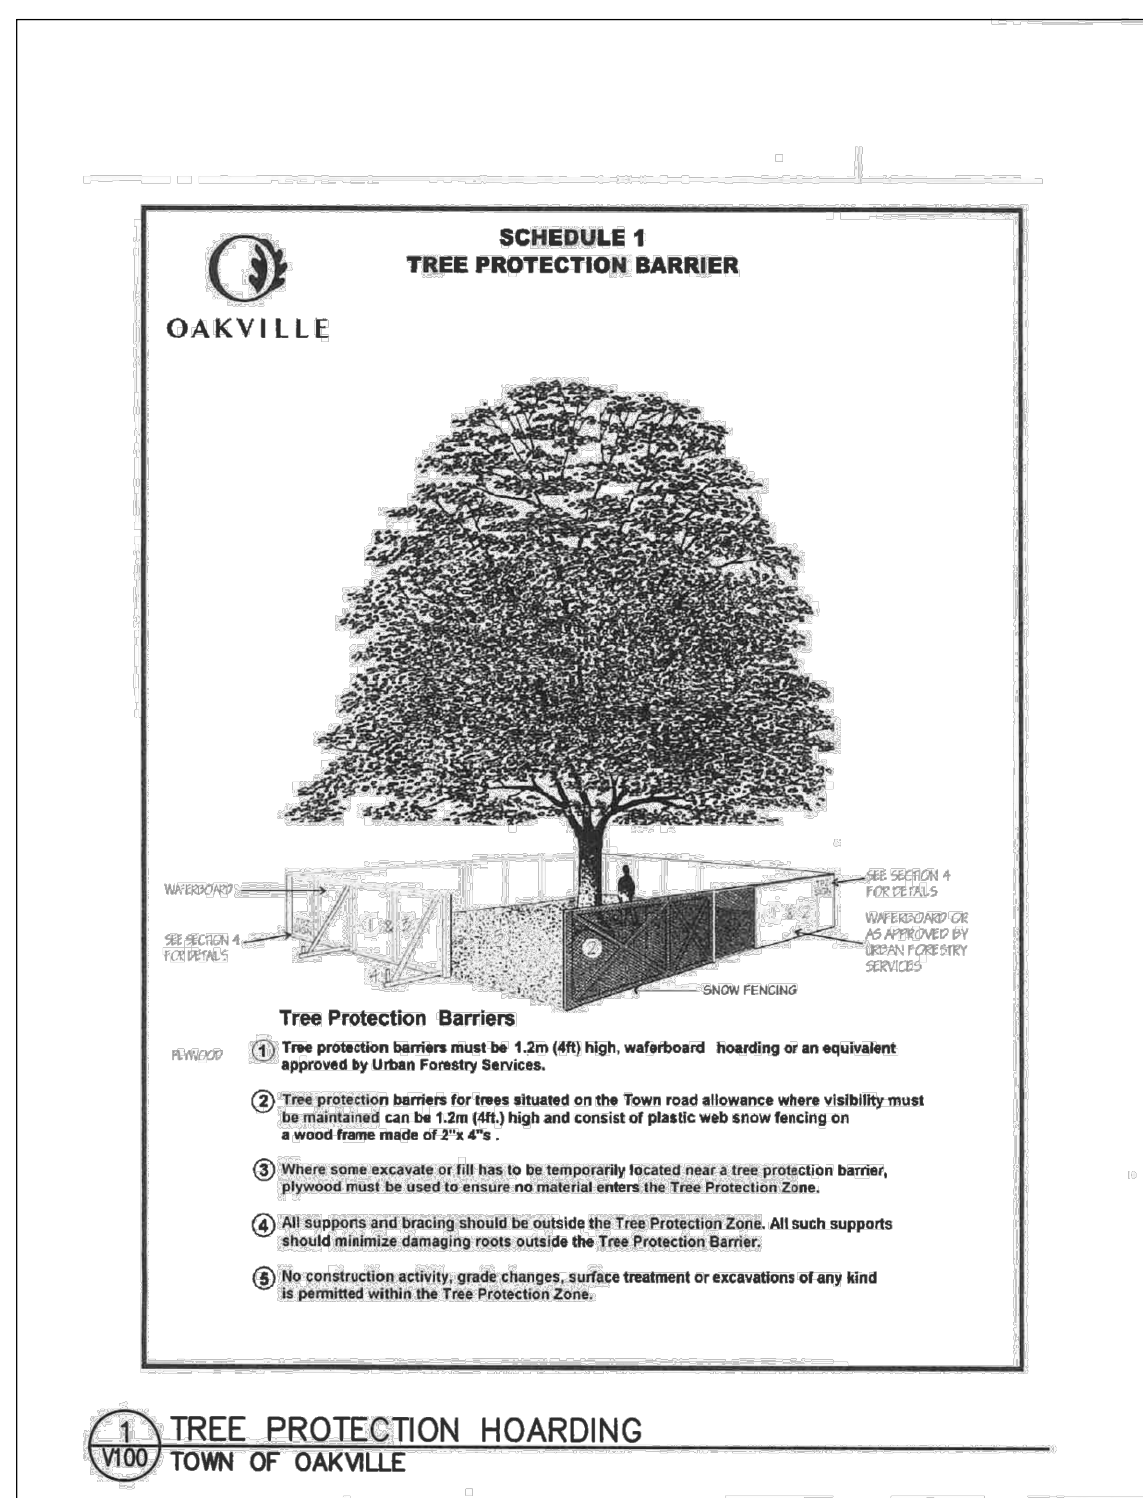 SCHEDULE 1
TREE PROTECTION BARRIER
OAKVILLE
WAFERBOARD
SEE SECTION 4
FOR DETAILS
SEE SECTION 4
FOR DETAILS
WAFERBOARD OR
AS APPROVED BY
URBAN FORESTRY
SERVICES
1 & 3
2
1 & 2
SNOW FENCING
Tree Protection Barriers
PLYWOOD
1 Tree protection barriers must be 1.2m (4ft) high, waferboard hoarding or an equivalent
approved by Urban Forestry Services.
2 Tree protection barriers for trees situated on the Town road allowance where visibility must
be maintained can be 1.2m (4ft.) high and consist of plastic web snow fencing on
a wood frame made of 2"x 4"s .
3 Where some excavate or fill has to be temporarily located near a tree protection barrier,
plywood must be used to ensure no material enters the Tree Protection Zone.
4 All suppons and bracing should be outside the Tree Protection Zone. All such supports
should minimize damaging roots outside the Tree Protection Barrier.
5 No construction activity, grade changes, surface treatment or excavations of any kind
is permitted within the Tree Protection Zone.
1
V100
TREE PROTECTION HOARDING
TOWN OF OAKVILLE